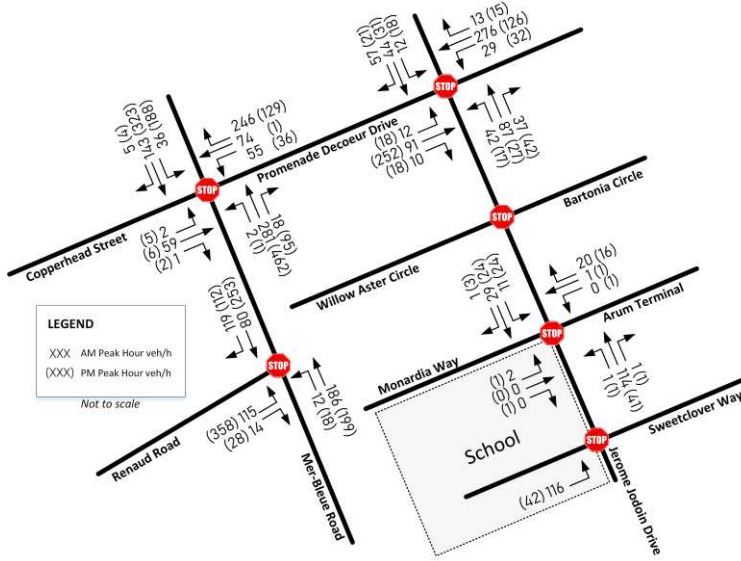 13 (15)
276 (126)
29 (32)
57 (21)
44 (31)
12 (18)
STOP
37 (42)
87 (27)
42 (17)
(18) 12
(252) 91
(18) 10
Promenade Decoeur Drive
5 (4)
143 (323)
36 (188)
246 (129)
74 (1)
55 (36)
STOP
(5) 2
(6) 59
(2) 1
18 (95)
281 (462)
2 (1)
Copperhead Street
Bartonia Circle
STOP
Willow Aster Circle
1 (3)
29 (24)
11 (24)
20 (16)
1 (1)
0 (1)
STOP
Arum Terminal
Monardia Way
(1) 2
(0) 0
(1) 0
1 (1)
114 (41)
1 (1)
119 (112)
80 (253)
STOP
186 (199)
12 (18)
(358) 115
(28) 14
Renaud Road
Mer-Bleue Road
LEGEND
XXX AM Peak Hour veh/h
(XXX) PM Peak Hour veh/h
Not to scale
School
STOP
Sweetclover Way
(42) 116
Jerome Jodoin Drive